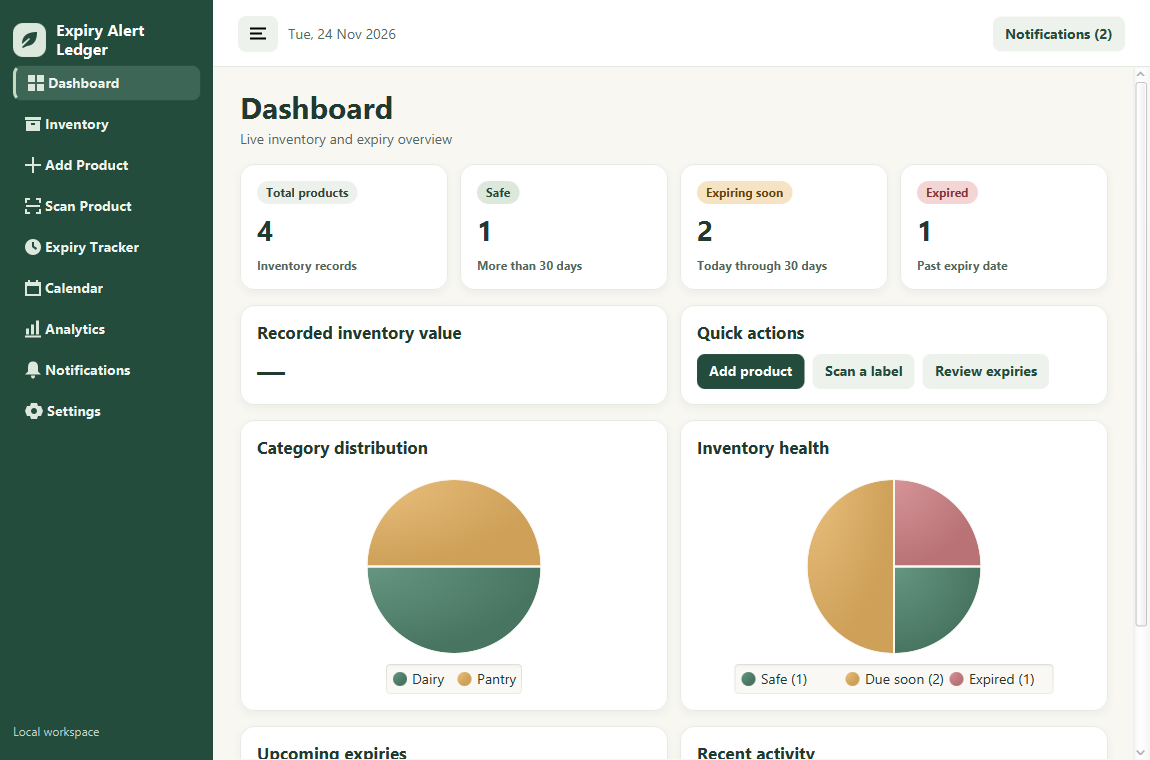 Expiry Alert
Ledger
Dashboard
Inventory
Add Product
Scan Product
Expiry Tracker
Calendar
Analytics
Notifications
Settings
Local workspace
Tue, 24 Nov 2026
Notifications (2)
Dashboard
Live inventory and expiry overview
Total products
4
Inventory records
Safe
1
More than 30 days
Expiring soon
2
Today through 30 days
Expired
1
Past expiry date
Recorded inventory value
—
Quick actions
Add product
Scan a label
Review expiries
Category distribution
Dairy
Pantry
Inventory health
Safe (1)
Due soon (2)
Expired (1)
Upcoming expiries
Recent activity